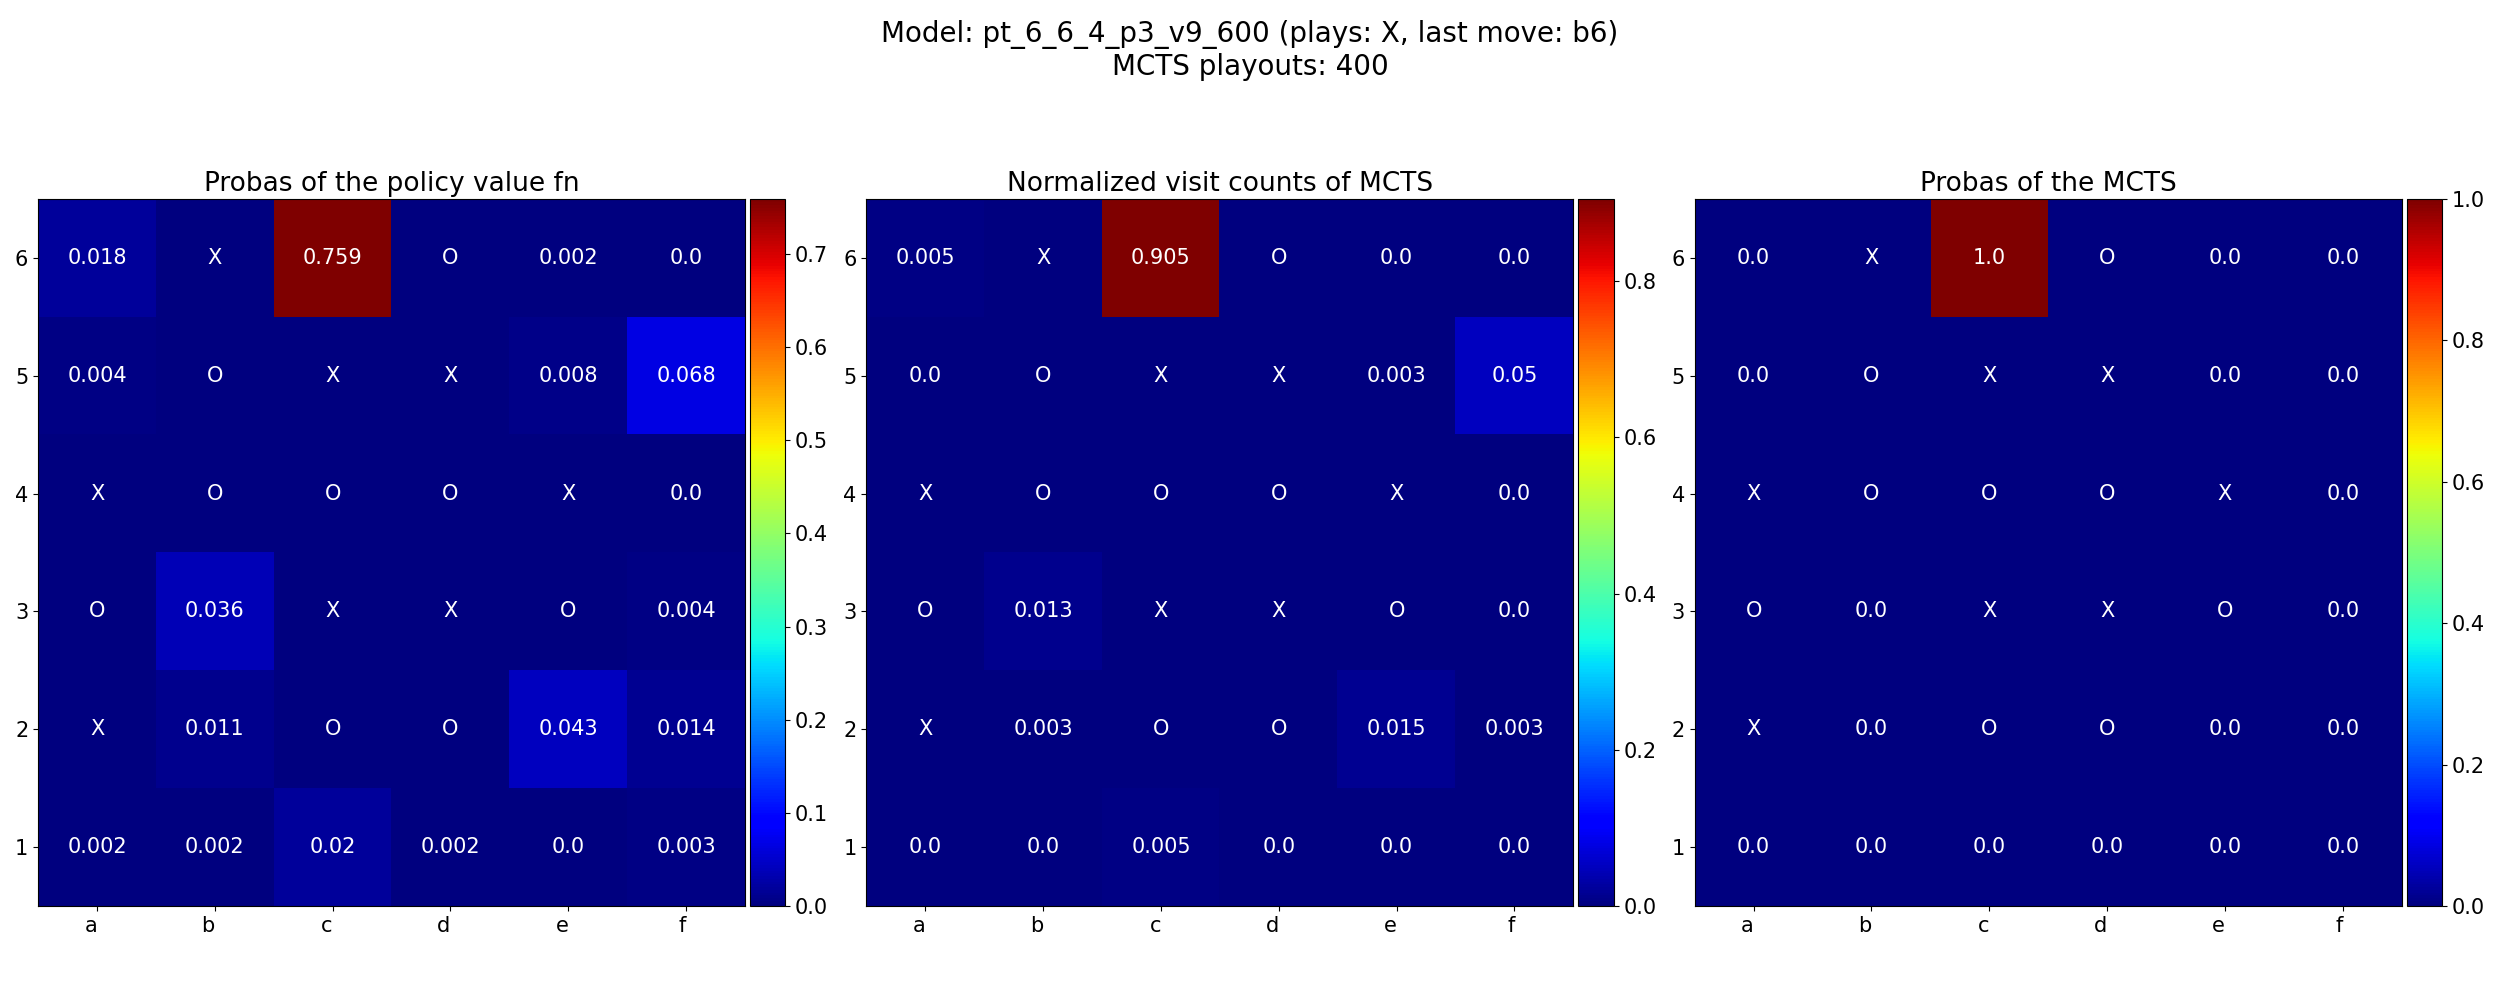 Model: pt_6_6_4_p3_v9_600 (plays: X, last move: b6)
MCTS playouts: 400
Probas of the policy value fn
6 0.018 X 0.759 O 0.002 0.0
5 0.004 O X X 0.008 0.068
4 X O O O X 0.0
3 O 0.036 X X O 0.004
2 X 0.011 O O 0.043 0.014
1 0.002 0.002 0.02 0.002 0.0 0.003
a b c d e f
0.7
0.6
0.5
0.4
0.3
0.2
0.1
0.0
Normalized visit counts of MCTS
6 0.005 X 0.905 O 0.0 0.0
5 0.0 O X X 0.003 0.05
4 X O O O X 0.0
3 O 0.013 X X O 0.0
2 X 0.003 O O 0.015 0.003
1 0.0 0.0 0.005 0.0 0.0 0.0
a b c d e f
0.8
0.6
0.4
0.2
0.0
Probas of the MCTS
6 0.0 X 1.0 O 0.0 0.0
5 0.0 O X X 0.0 0.0
4 X O O O X 0.0
3 O 0.0 X X O 0.0
2 X 0.0 O O 0.0 0.0
1 0.0 0.0 0.0 0.0 0.0 0.0
a b c d e f
1.0
0.8
0.6
0.4
0.2
0.0